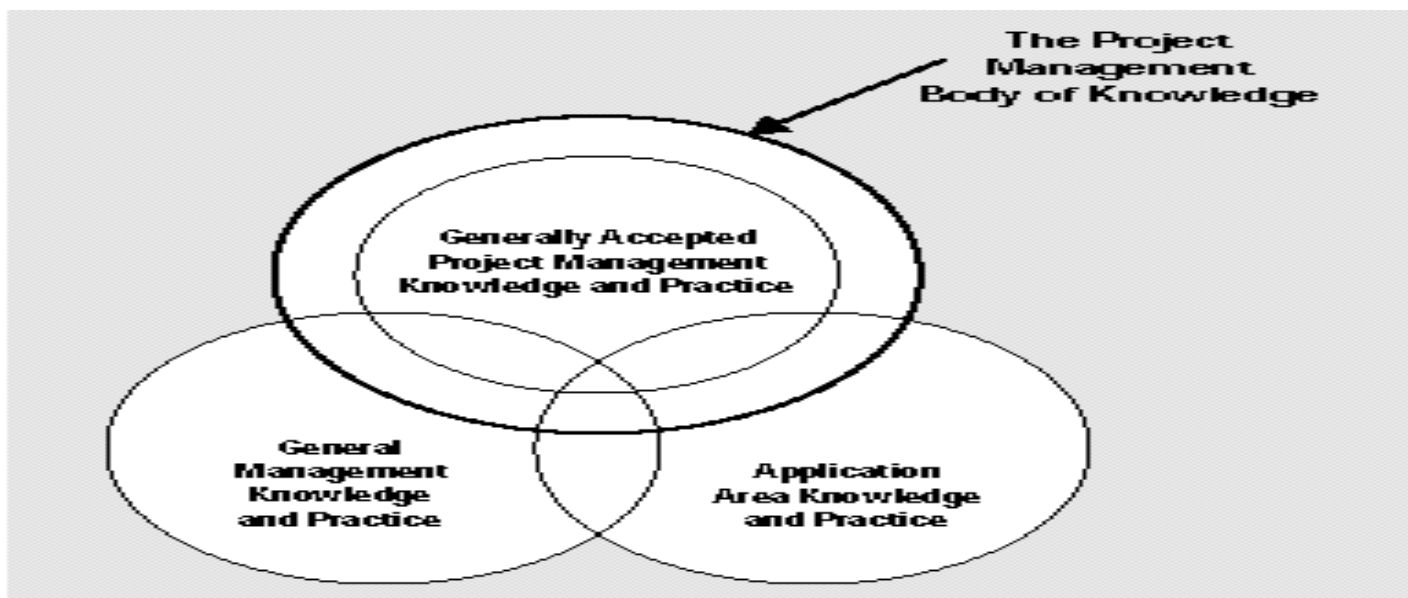 The Project
Management
Body of Knowledge
Generally Accepted
Project Management
Knowledge and Practice
General
Management
Knowledge
and Practice
Application
Area Knowledge
and Practice